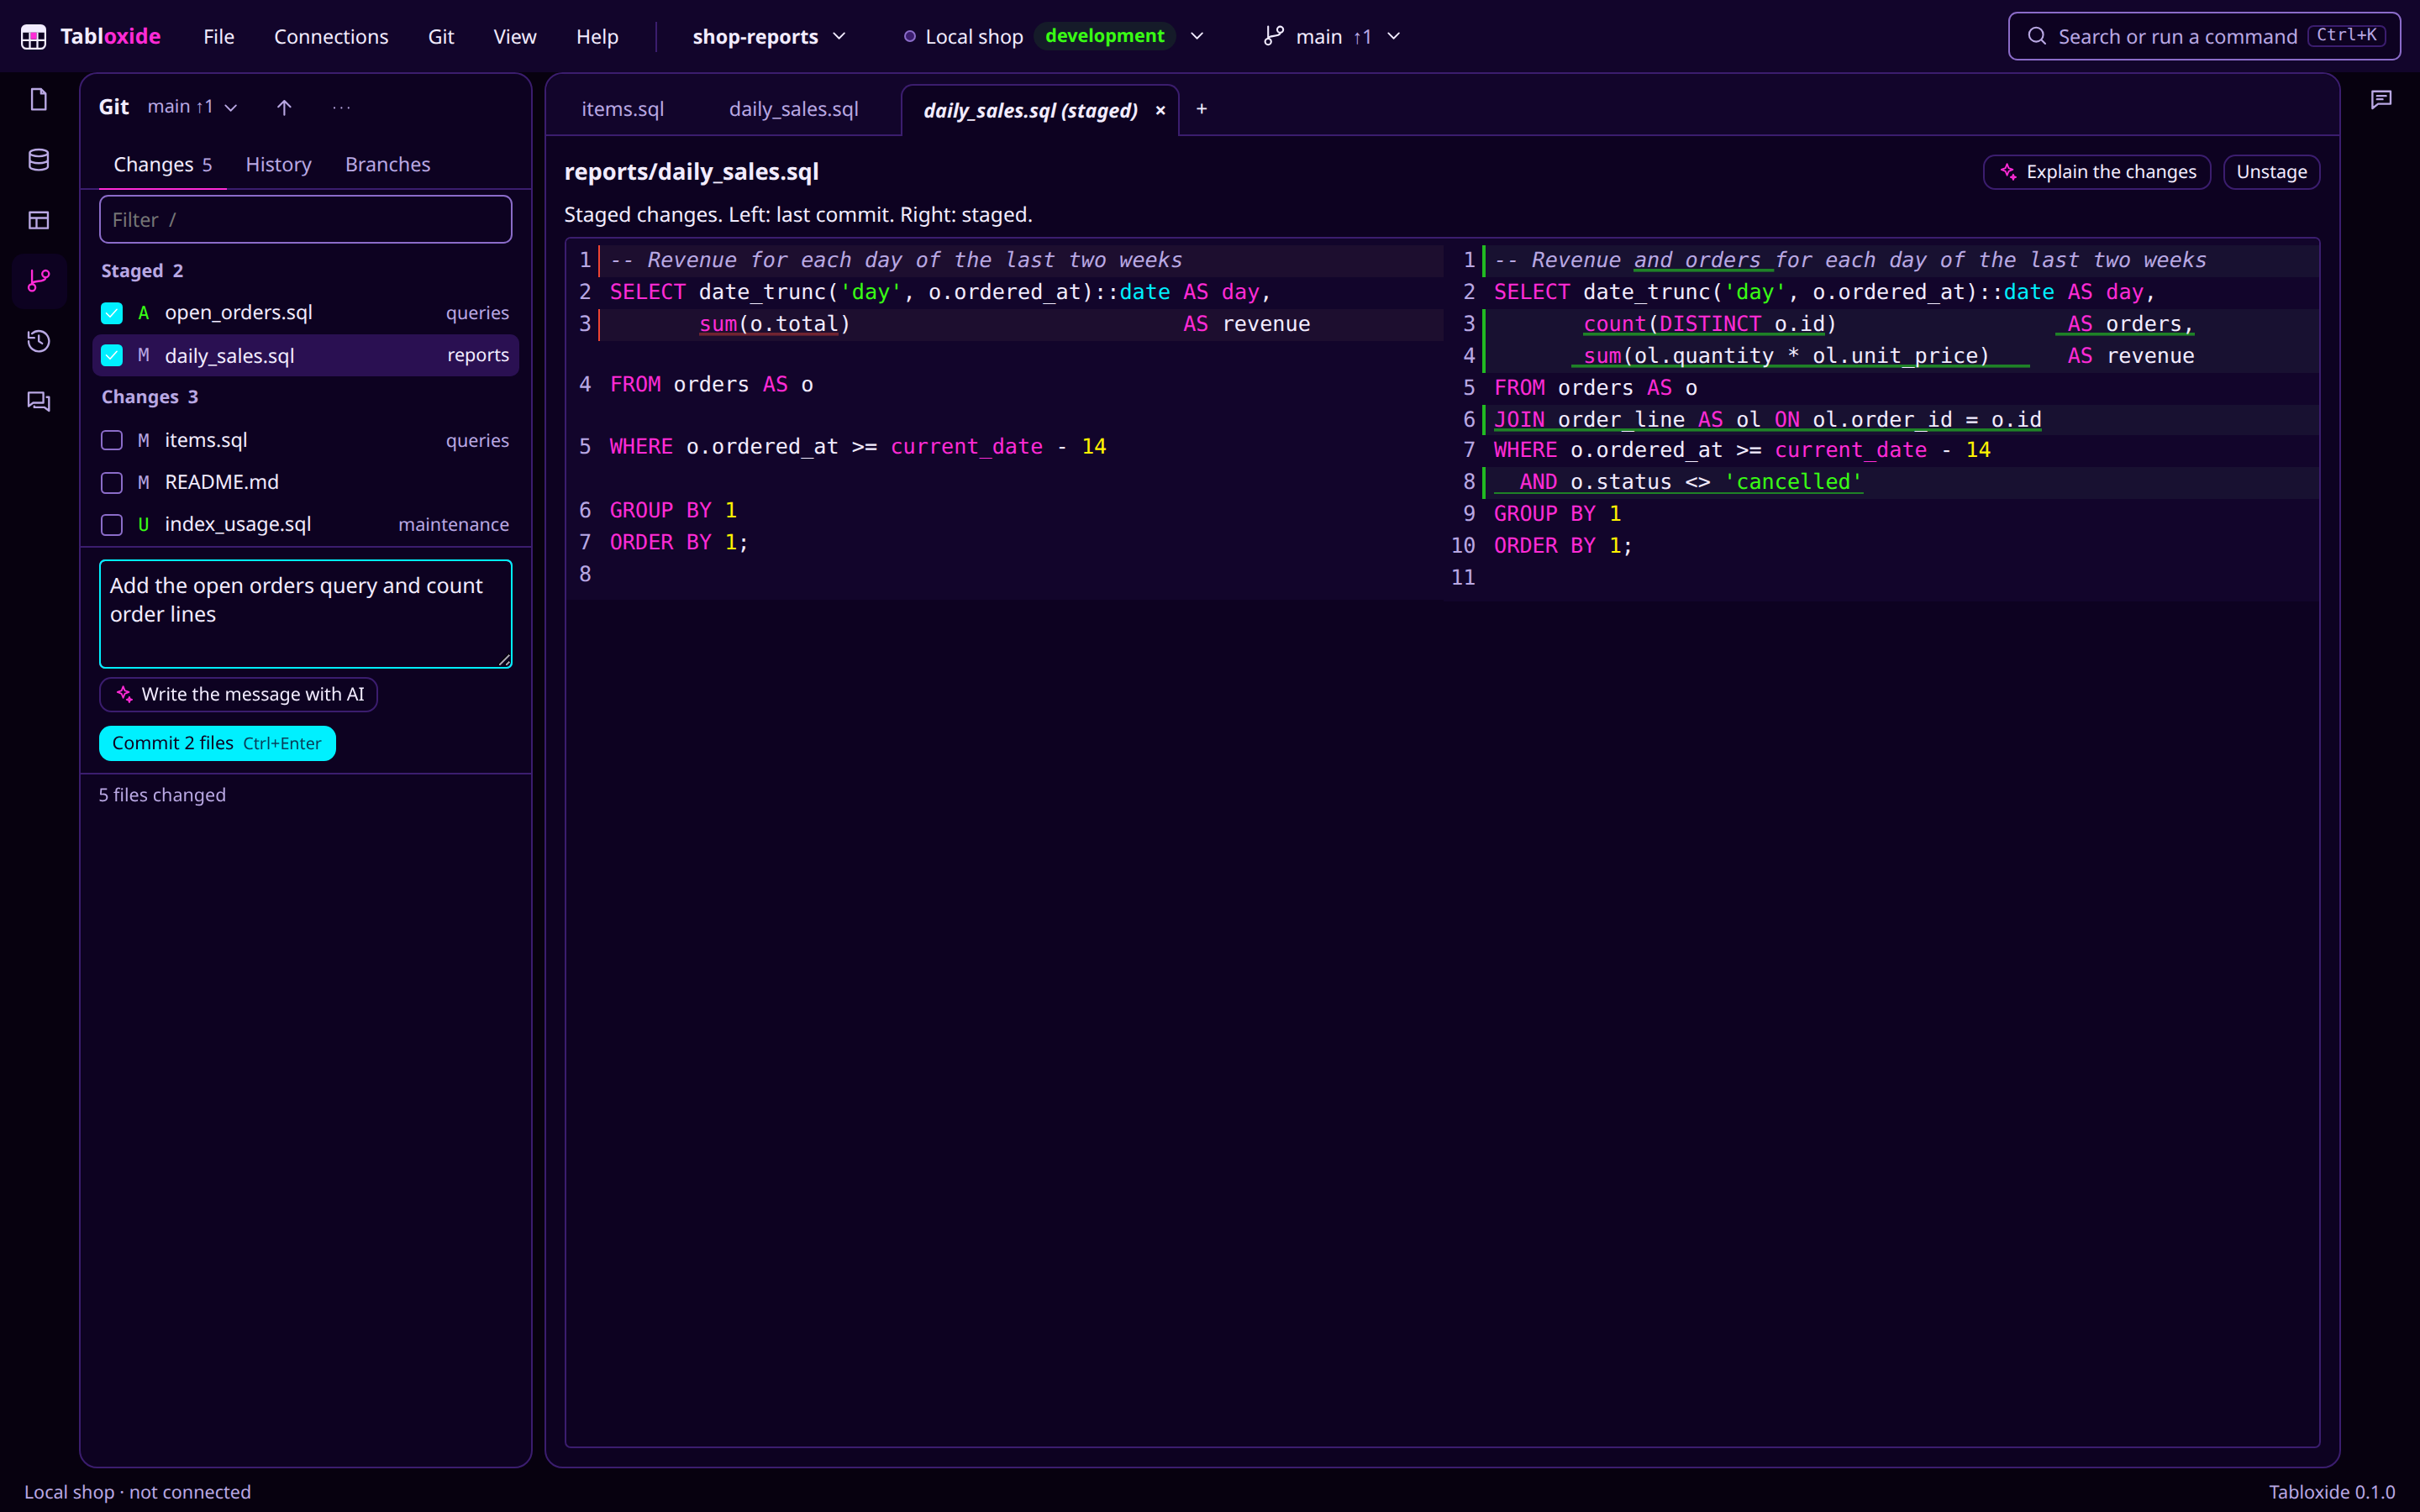 Tabloxide File Connections Git View Help shop-reports Local shop development main ↑1 Search or run a command Ctrl+K
Git main ↑1 ···
Changes 5 History Branches
Filter /
Staged 2
A open_orders.sql queries
M daily_sales.sql reports
Changes 3
M items.sql queries
M README.md
U index_usage.sql maintenance
Add the open orders query and count
order lines
Write the message with AI
Commit 2 files Ctrl+Enter
5 files changed
items.sql daily_sales.sql daily_sales.sql (staged) × +
reports/daily_sales.sql Explain the changes Unstage
Staged changes. Left: last commit. Right: staged.
1 -- Revenue for each day of the last two weeks
2 SELECT date_trunc('day', o.ordered_at)::date AS day,
3        sum(o.total)                          AS revenue
4 FROM orders AS o
5 WHERE o.ordered_at >= current_date - 14
6 GROUP BY 1
7 ORDER BY 1;
8
1 -- Revenue and orders for each day of the last two weeks
2 SELECT date_trunc('day', o.ordered_at)::date AS day,
3        count(DISTINCT o.id)                  AS orders,
4        sum(ol.quantity * ol.unit_price)      AS revenue
5 FROM orders AS o
6 JOIN order_line AS ol ON ol.order_id = o.id
7 WHERE o.ordered_at >= current_date - 14
8   AND o.status <> 'cancelled'
9 GROUP BY 1
10 ORDER BY 1;
11
Local shop · not connected Tabloxide 0.1.0